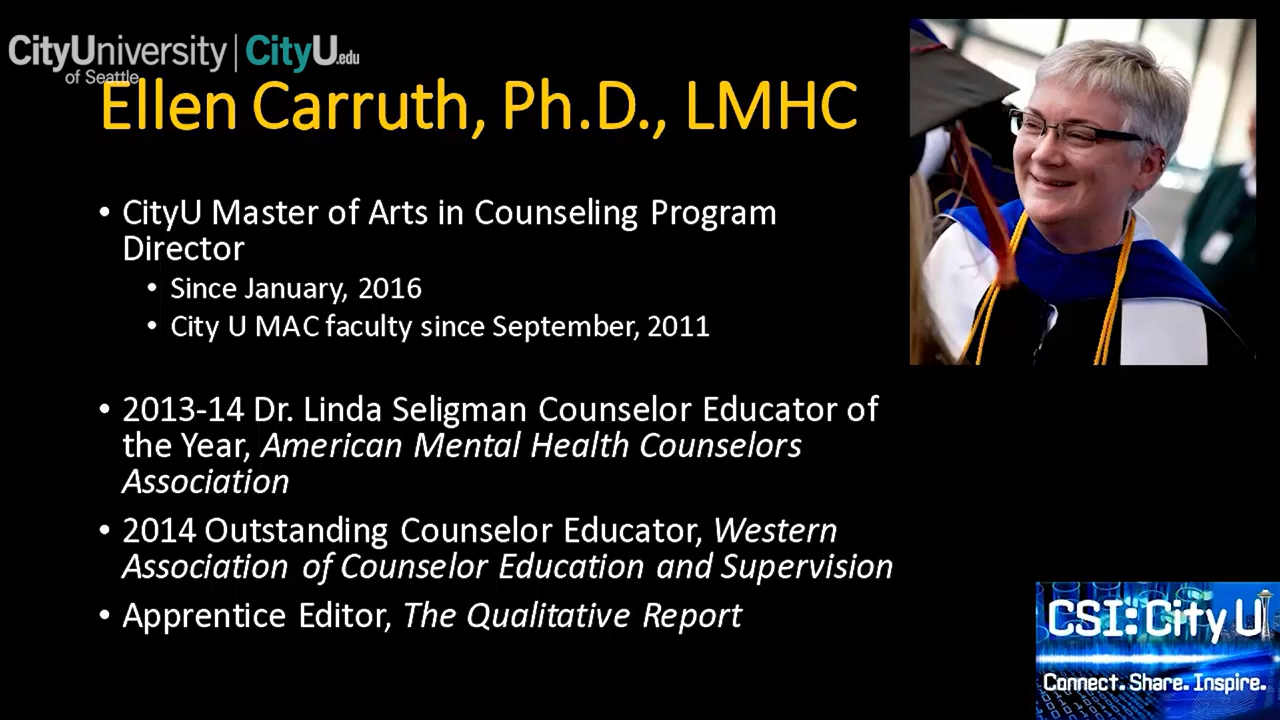 CityUniversity | CityU.edu
of Seattle
Ellen Carruth, Ph.D., LMHC
• CityU Master of Arts in Counseling Program
Director
• Since January, 2016
• City U MAC faculty since September, 2011
• 2013-14 Dr. Linda Seligman Counselor Educator of
the Year, American Mental Health Counselors
Association
• 2014 Outstanding Counselor Educator, Western
Association of Counselor Education and Supervision
• Apprentice Editor, The Qualitative Report
CSI: City U
Connect. Share. Inspire.